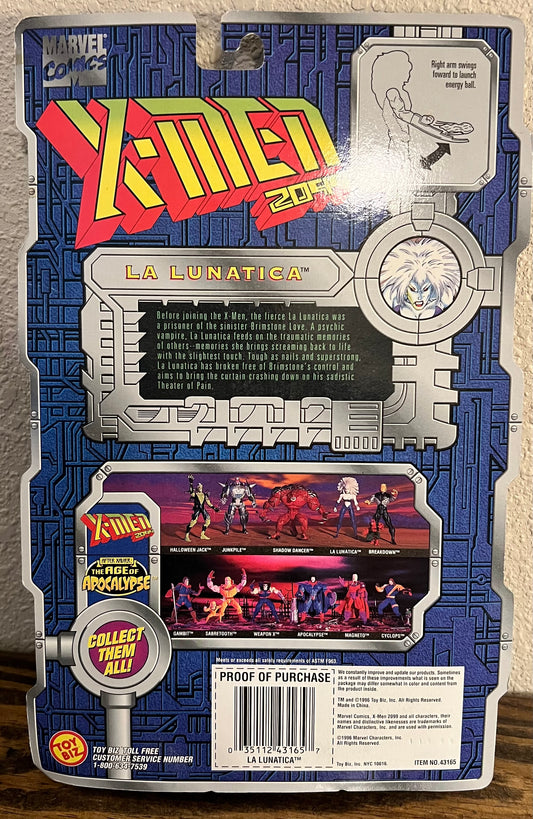 MARVEL
COMICS
X-MEN
2099
Right arm swings
foward to launch
energy ball.
LA LUNATICA™
Before joining the X-Men, the fierce La Lunatica was
a prisoner of the sinister Brimstone Love. A psychic
vampire, La Lunatica feeds on the traumatic memories
of others--memories she brings screaming back to life
with the slightest touch. Tough as nails and superstrong,
La Lunatica has broken free of Brimstone's control and
aims to bring the curtain crashing down on his sadistic
Theater of Pain.
X-MEN
2099
HALLOWEEN JACK™
JUNKPILE™
SHADOW DANCER™
LA LUNATICA™
BREAKDOWN™
AFTER XAVIER:
THE AGE OF
APOCALYPSE
GAMBIT™
SABRETOOTH™
WEAPON X™
APOCALYPSE™
MAGNETO™
CYCLOPS™
COLLECT
THEM
ALL!
Meets or exceeds all safety requirements of ASTM F963.
PROOF OF PURCHASE
0 35112 43165 7
LA LUNATICA™
We constantly improve and update our products. Sometimes
as a result of these improvements what is seen on the
package may differ somewhat in color and content from
the product inside.
TM and ©1996 Toy Biz, Inc. All Rights Reserved.
Made in China.
Marvel Comics, X-Men 2099 and all characters, their
names and distinctive likenesses are trademarks of
Marvel Characters, Inc. and are used with permission.
©1996 Marvel Characters, Inc.
All Rights Reserved.
Toy Biz, Inc. NYC 10016.
ITEM NO.43165
TOY
BIZ
TOY BIZ TOLL FREE
CUSTOMER SERVICE NUMBER
1-800-634-7539